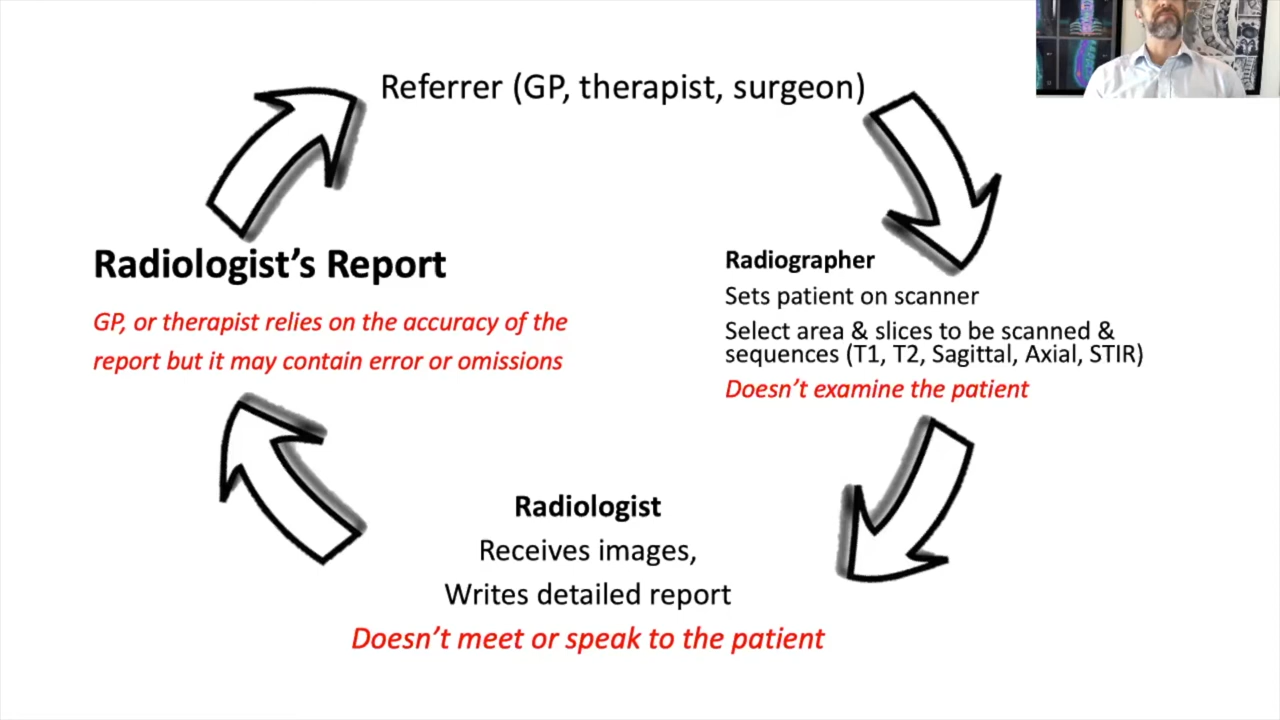 Referrer (GP, therapist, surgeon)
Radiographer
Sets patient on scanner
Select area & slices to be scanned &
sequences (T1, T2, Sagittal, Axial, STIR)
Doesn’t examine the patient
Radiologist
Receives images,
Writes detailed report
Doesn’t meet or speak to the patient
Radiologist’s Report
GP, or therapist relies on the accuracy of the
report but it may contain error or omissions